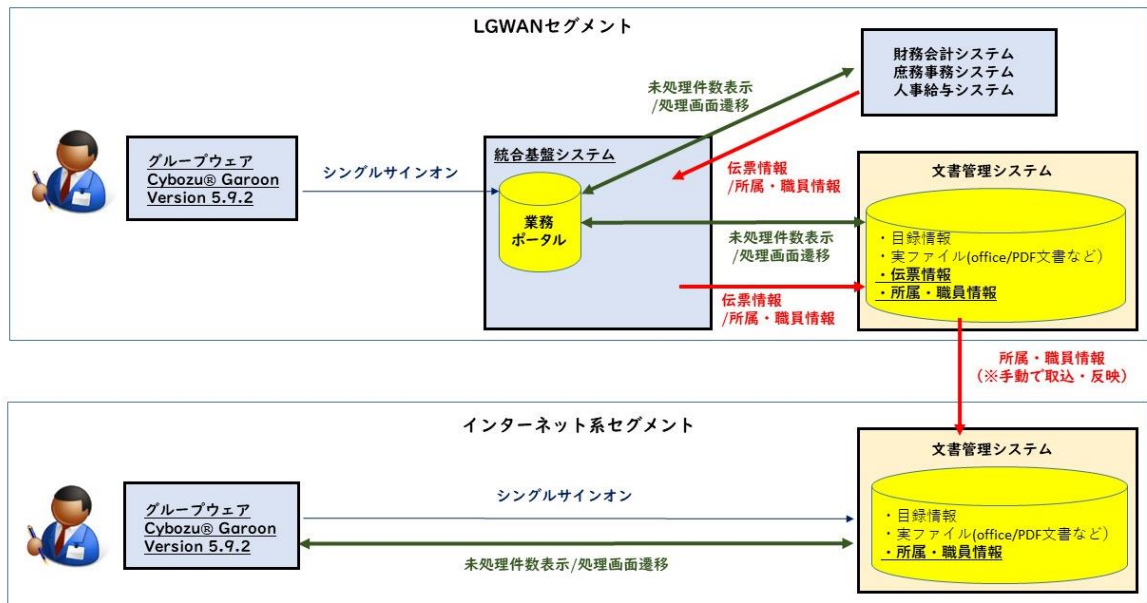 LGWANセグメント
財務会計システム
庶務事務システム
人事給与システム
未処理件数表示
/処理画面遷移
グループウェア
Cybozu® Garoon
Version 5.9.2
シングルサインオン
統合基盤システム
業務
ポータル
伝票情報
/所属・職員情報
文書管理システム
・目録情報
・実ファイル(office/PDF文書など)
・伝票情報
・所属・職員情報
未処理件数表示
/処理画面遷移
伝票情報
/所属・職員情報
所属・職員情報
(※手動で取込・反映)
インターネット系セグメント
グループウェア
Cybozu® Garoon
Version 5.9.2
シングルサインオン
未処理件数表示/処理画面遷移
文書管理システム
・目録情報
・実ファイル(office/PDF文書など)
・所属・職員情報